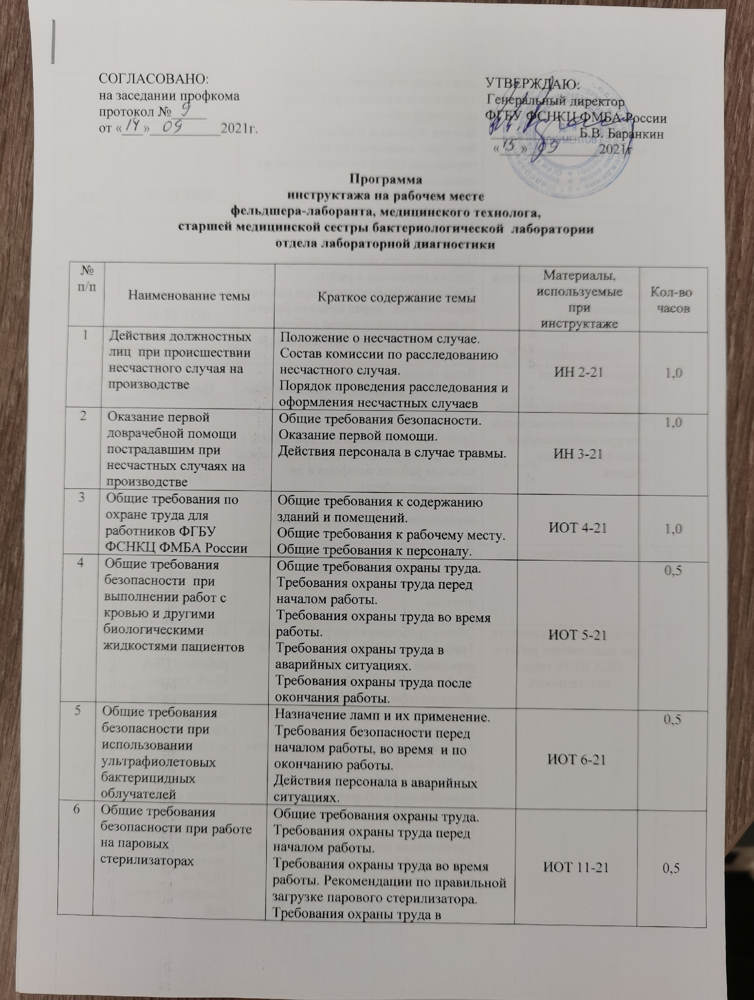 СОГЛАСОВАНО:
на заседании профкома
протокол № 9
от «14» 09 2021г.
УТВЕРЖДАЮ:
Генеральный директор
ФГБУ ФСНКЦ ФМБА России
Б.В. Баранкин
«15» 09 2021г
ДЛЯ
ДОКУМЕНТОВ
Программа
инструктажа на рабочем месте
фельдшера-лаборанта, медицинского технолога,
старшей медицинской сестры бактериологической лаборатории
отдела лабораторной диагностики
№
п/п
Наименование темы
Краткое содержание темы
Материалы,
используемые
при
инструктаже
Кол-во
часов
1
Действия должностных
лиц при происшествии
несчастного случая на
производстве
Положение о несчастном случае.
Состав комиссии по расследованию
несчастного случая.
Порядок проведения расследования и
оформления несчастных случаев
ИН 2-21
1,0
2
Оказание первой
доврачебной помощи
пострадавшим при
несчастных случаях на
производстве
Общие требования безопасности.
Оказание первой помощи.
Действия персонала в случае травмы.
ИН 3-21
1,0
3
Общие требования по
охране труда для
работников ФГБУ
ФСНКЦ ФМБА России
Общие требования к содержанию
зданий и помещений.
Общие требования к рабочему месту.
Общие требования к персоналу.
ИОТ 4-21
1,0
4
Общие требования
безопасности при
выполнении работ с
кровью и другими
биологическими
жидкостями пациентов
Общие требования охраны труда.
Требования охраны труда перед
началом работы.
Требования охраны труда во время
работы.
Требования охраны труда в
аварийных ситуациях.
Требования охраны труда после
окончания работы.
ИОТ 5-21
0,5
5
Общие требования
безопасности при
использовании
ультрафиолетовых
бактерицидных
облучателей
Назначение ламп и их применение.
Требования безопасности перед
началом работы, во время и по
окончанию работы.
Действия персонала в аварийных
ситуациях.
ИОТ 6-21
0,5
6
Общие требования
безопасности при работе
на паровых
стерилизаторах
Общие требования охраны труда.
Требования охраны труда перед
началом работы.
Требования охраны труда во время
работы. Рекомендации по правильной
загрузке парового стерилизатора.
Требования охраны труда в
ИОТ 11-21
0,5